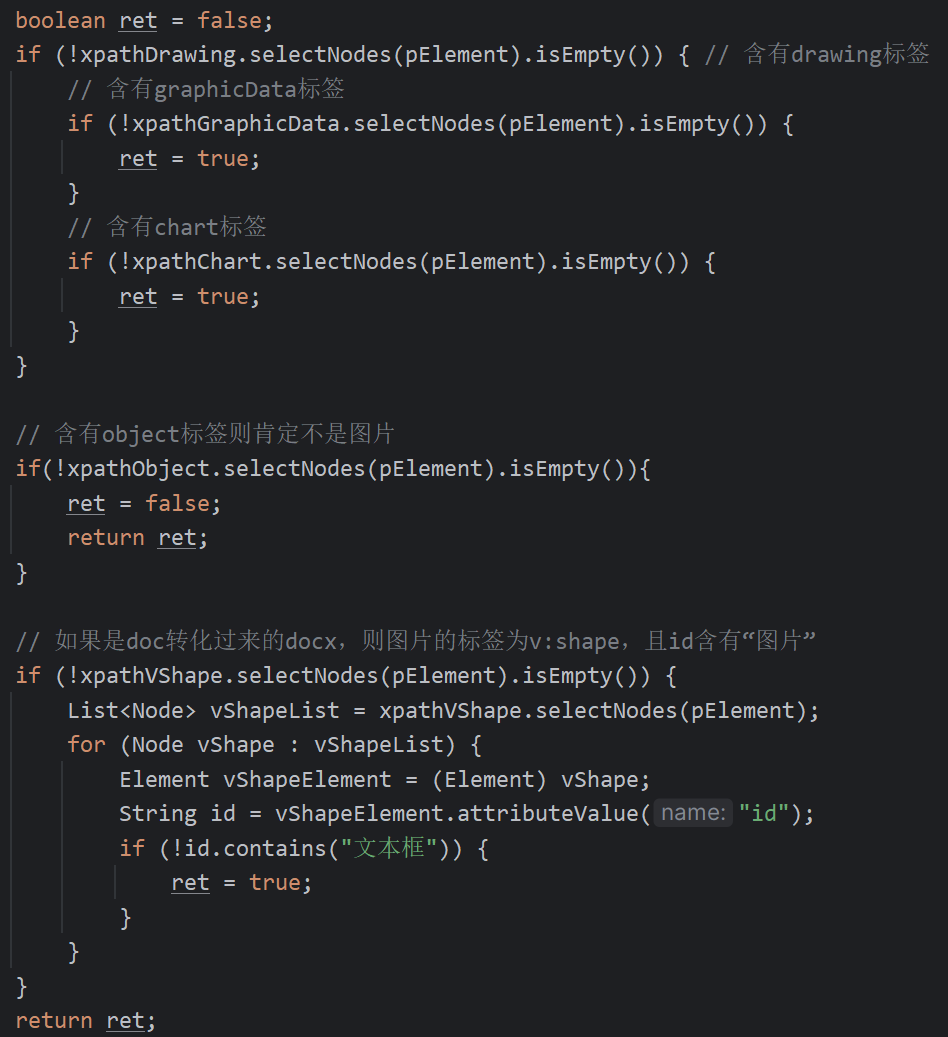 boolean ret = false;
if (!xpathDrawing.selectNodes(pElement).isEmpty()) { // 含有drawing标签
    // 含有graphicData标签
    if (!xpathGraphicData.selectNodes(pElement).isEmpty()) {
        ret = true;
    }
    // 含有chart标签
    if (!xpathChart.selectNodes(pElement).isEmpty()) {
        ret = true;
    }
}

// 含有object标签则肯定不是图片
if(!xpathObject.selectNodes(pElement).isEmpty()){
    ret = false;
    return ret;
}

// 如果是doc转化过来的docx，则图片的标签为v:shape，且id含有“图片”
if (!xpathVShape.selectNodes(pElement).isEmpty()) {
    List<Node> vShapeList = xpathVShape.selectNodes(pElement);
    for (Node vShape : vShapeList) {
        Element vShapeElement = (Element) vShape;
        String id = vShapeElement.attributeValue( name: "id");
        if (!id.contains("文本框")) {
            ret = true;
        }
    }
}
return ret;